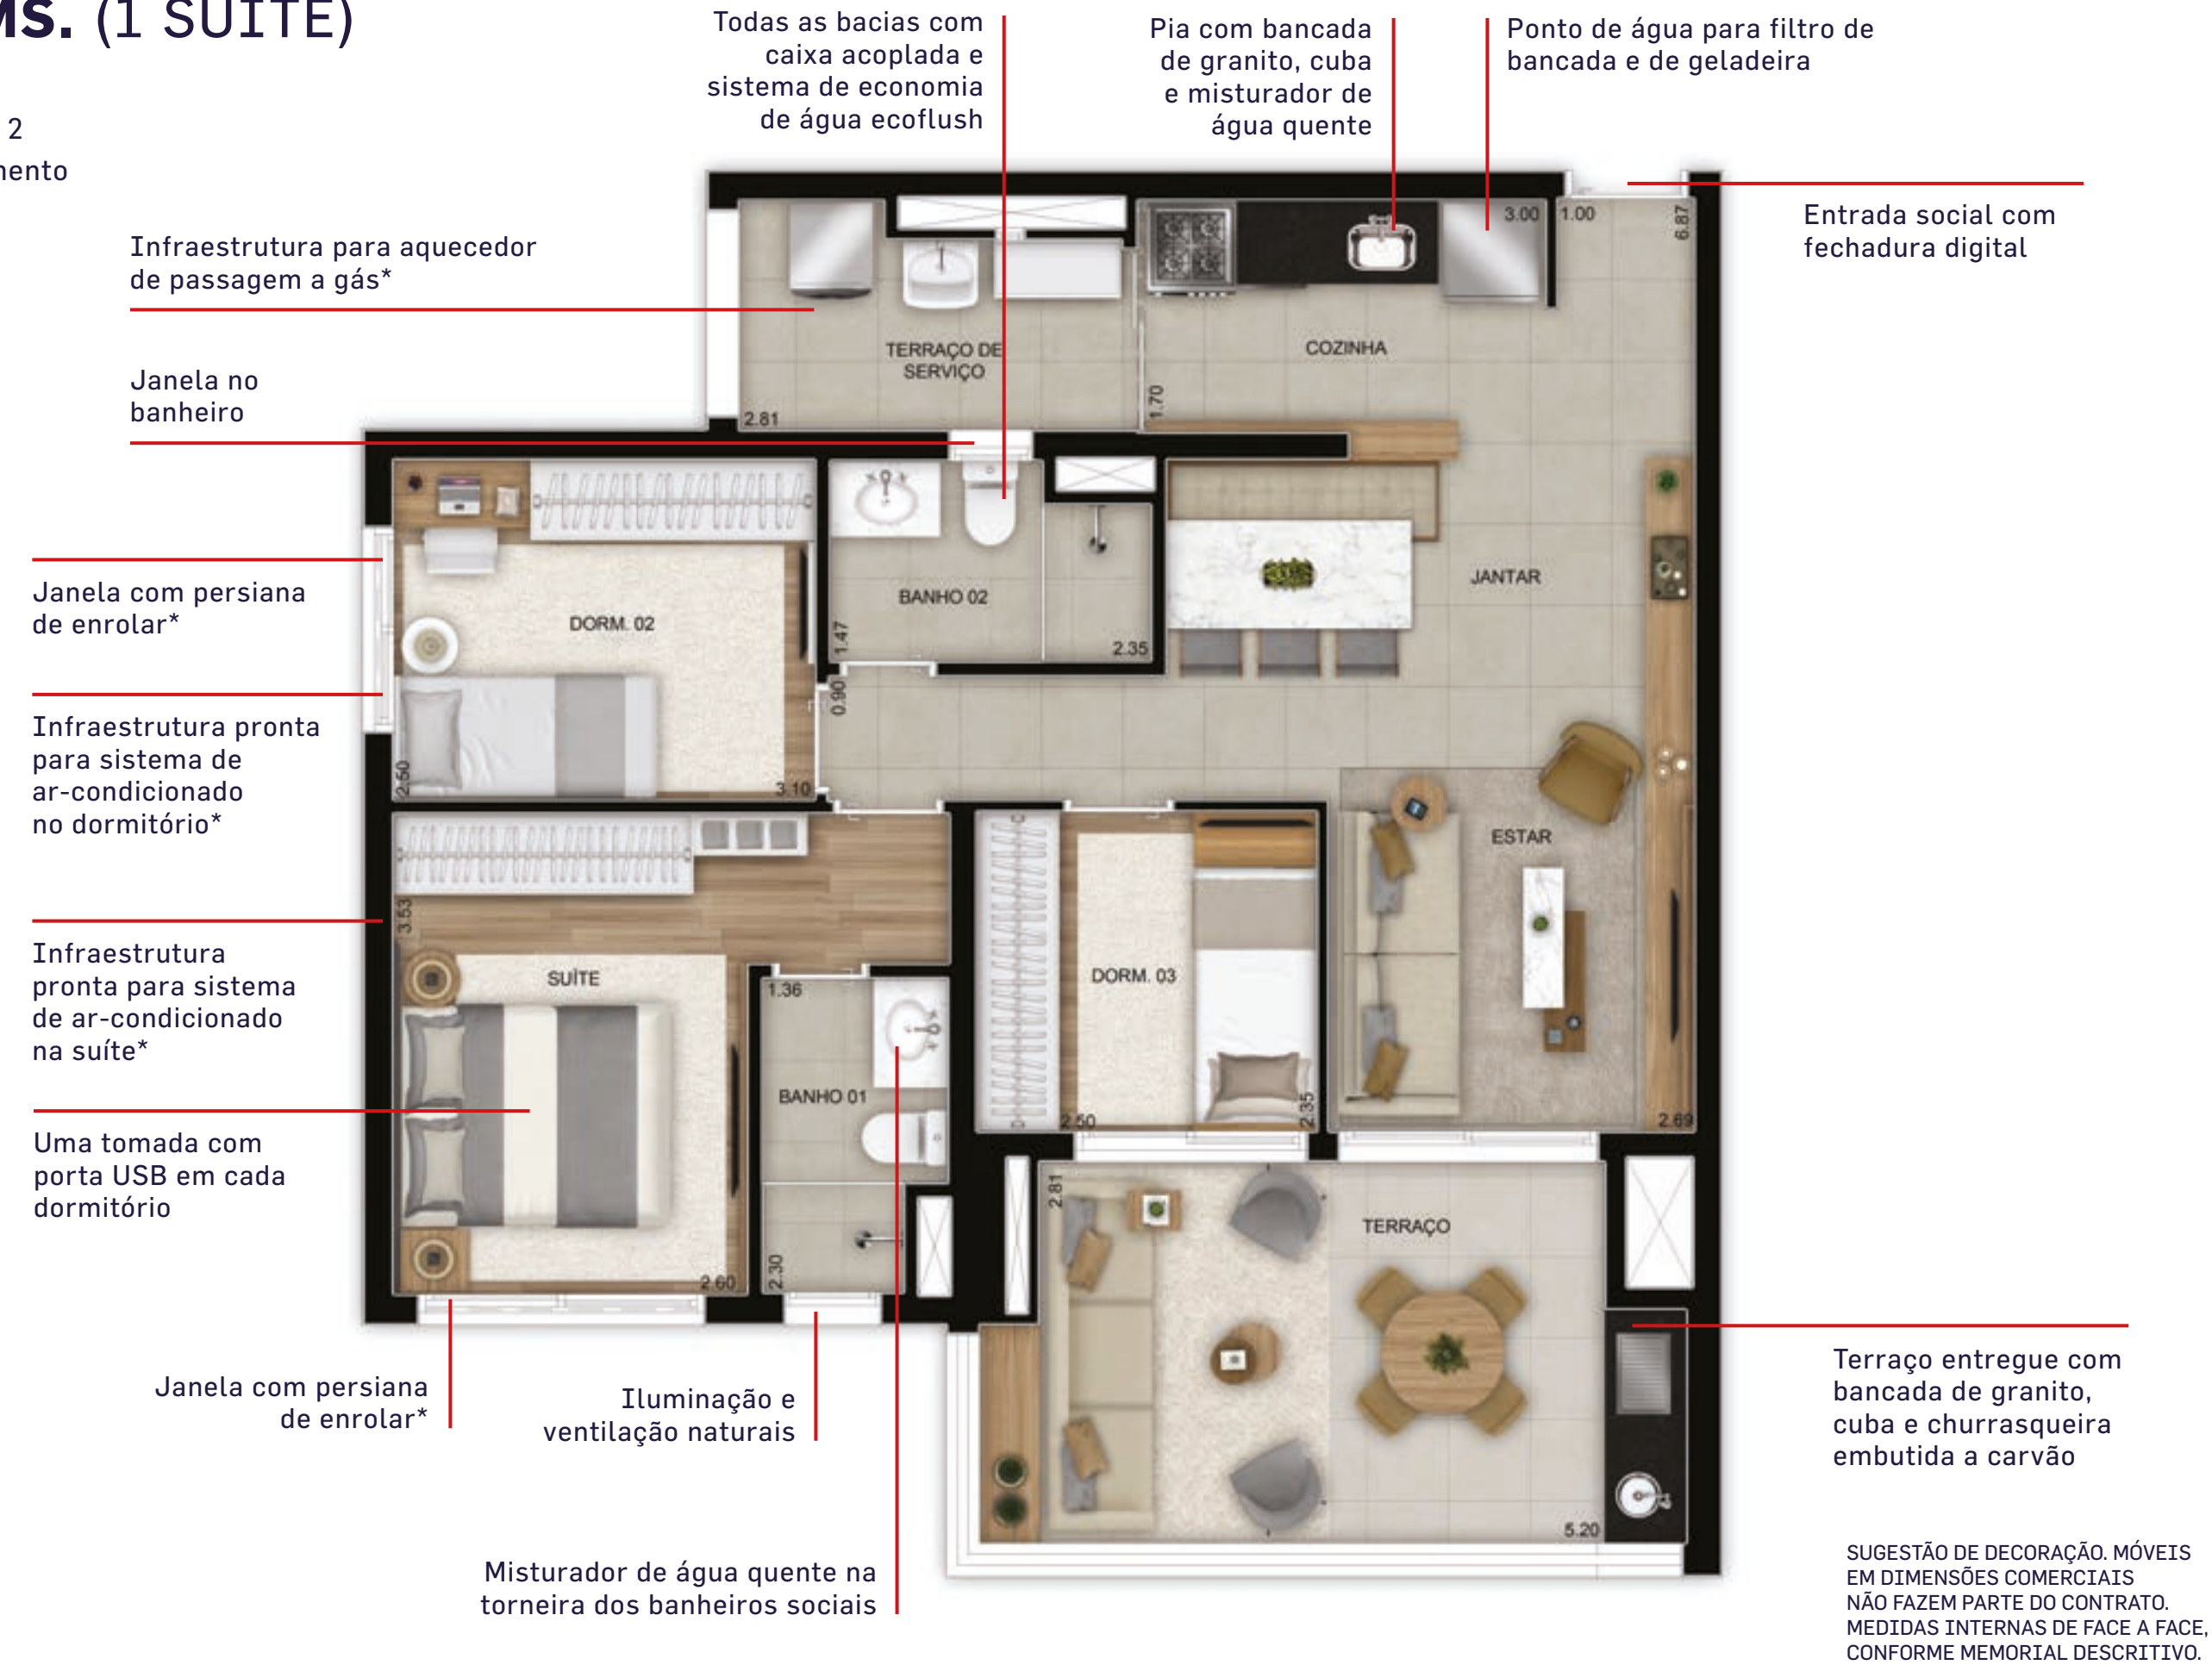 (1 SUÍTE)
2
Todas as bacias com
caixa acoplada e
sistema de economia
de água ecoflush
Pia com bancada
de granito, cuba
e misturador de
água quente
Ponto de água para filtro de
bancada e de geladeira
Entrada social com
fechadura digital
Infraestrutura para aquecedor
de passagem a gás*
Janela no
banheiro
Janela com persiana
de enrolar*
Infraestrutura pronta
para sistema de
ar-condicionado
no dormitório*
Infraestrutura
pronta para sistema
de ar-condicionado
na suíte*
Uma tomada com
porta USB em cada
dormitório
3.00
1.00
6.87
TERRAÇO DE
SERVIÇO
2.81
COZINHA
1.70
DORM. 02
2.50
3.10
BANHO 02
1.47
2.35
0.90
JANTAR
ESTAR
2.69
3.53
SUÍTE
2.60
1.36
BANHO 01
2.30
DORM. 03
2.50
2.35
2.81
TERRAÇO
5.20
Janela com persiana
de enrolar*
Iluminação e
ventilação naturais
Misturador de água quente na
torneira dos banheiros sociais
Terraço entregue com
bancada de granito,
cuba e churrasqueira
embutida a carvão
SUGESTÃO DE DECORAÇÃO. MÓVEIS
EM DIMENSÕES COMERCIAIS
NÃO FAZEM PARTE DO CONTRATO.
MEDIDAS INTERNAS DE FACE A FACE,
CONFORME MEMORIAL DESCRITIVO.